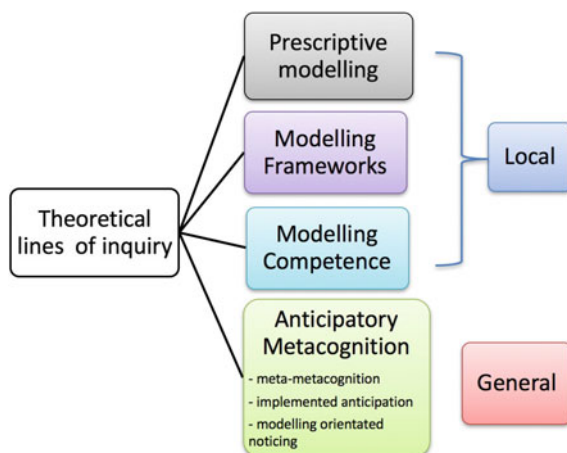 Prescriptive
modelling
Modelling
Frameworks
Local
Theoretical
lines of inquiry
Modelling
Competence
Anticipatory
Metacognition
- meta-metacognition
- implemented anticipation
- modelling orientated
noticing
General